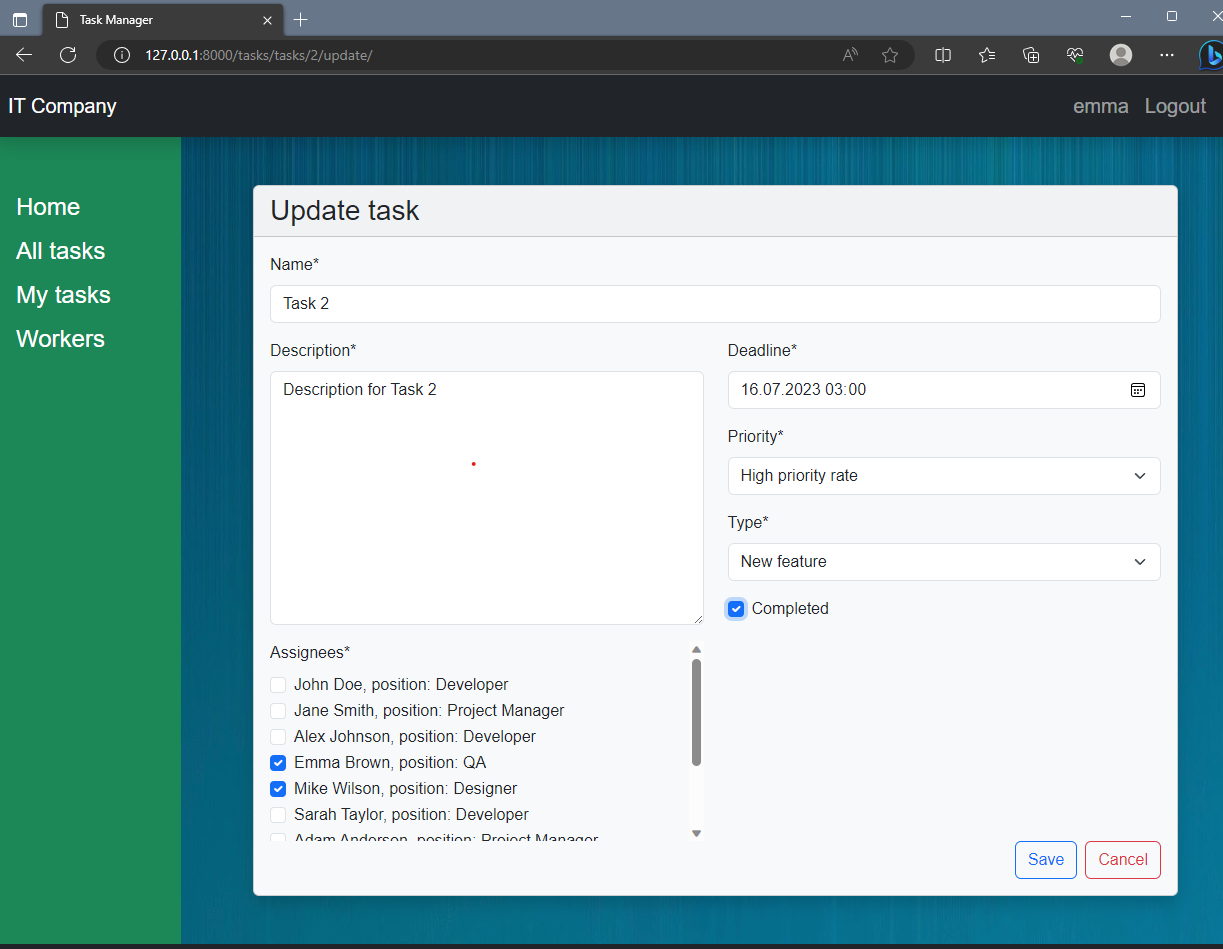 Task Manager
127.0.0.1:8000/tasks/tasks/2/update/
IT Company
emma Logout
Home
All tasks
My tasks
Workers
Update task
Name*
Task 2
Description*
Description for Task 2
Deadline*
16.07.2023 03:00
Priority*
High priority rate
Type*
New feature
Completed
Assignees*
John Doe, position: Developer
Jane Smith, position: Project Manager
Alex Johnson, position: Developer
Emma Brown, position: QA
Mike Wilson, position: Designer
Sarah Taylor, position: Developer
Adam Anderson, position: Project Manager
Save Cancel